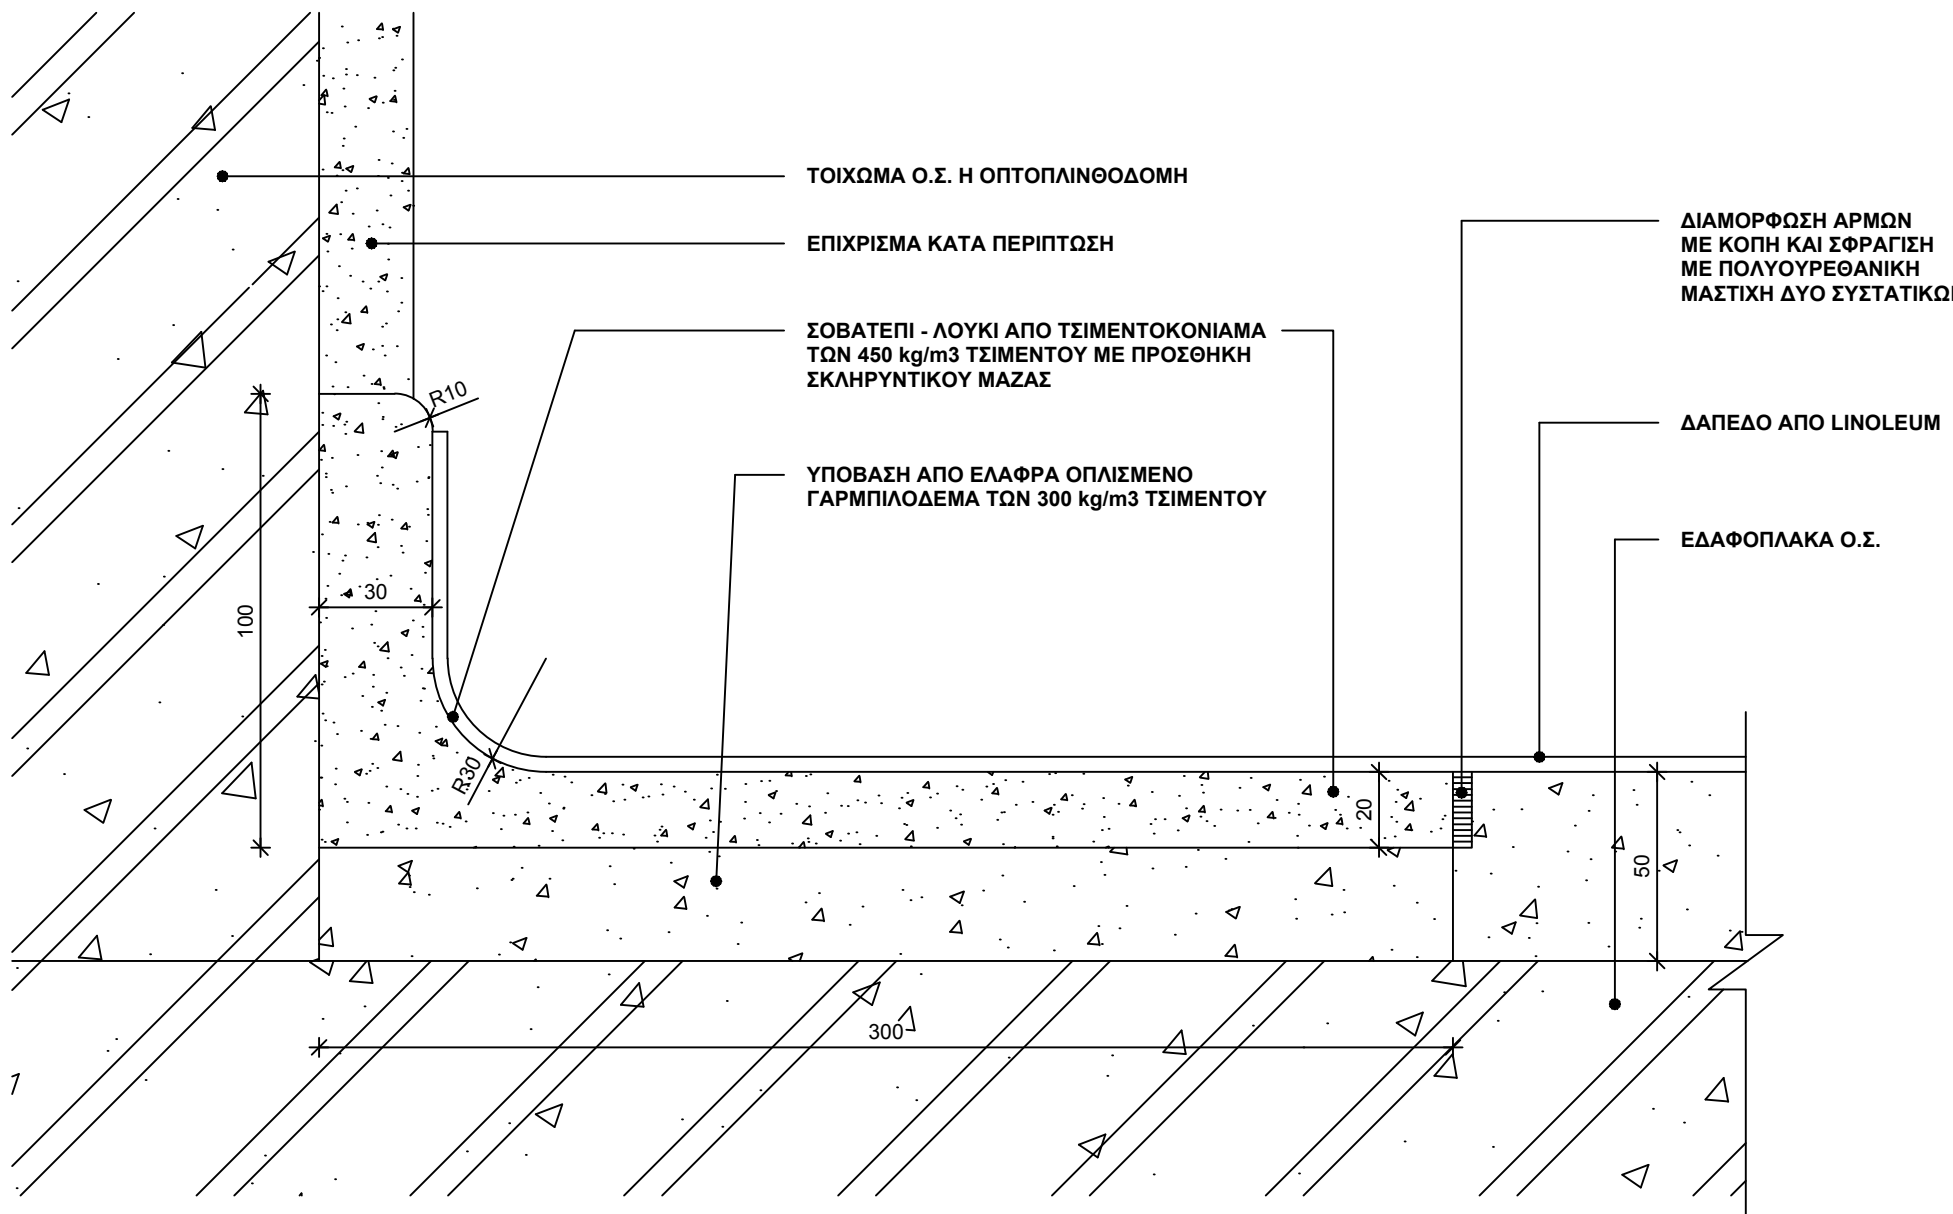 ΤΟΙΧΩΜΑ Ο.Σ. Η ΟΠΤΟΠΛΙΝΘΟΔΟΜΗ
ΕΠΙΧΡΙΣΜΑ ΚΑΤΑ ΠΕΡΙΠΤΩΣΗ
ΣΟΒΑΤΕΠΙ - ΛΟΥΚΙ ΑΠΟ ΤΣΙΜΕΝΤΟΚΟΝΙΑΜΑ
ΤΩΝ 450 kg/m3 ΤΣΙΜΕΝΤΟΥ ΜΕ ΠΡΟΣΘΗΚΗ
ΣΚΛΗΡΥΝΤΙΚΟΥ ΜΑΖΑΣ
ΥΠΟΒΑΣΗ ΑΠΟ ΕΛΑΦΡΑ ΟΠΛΙΣΜΕΝΟ
ΓΑΡΜΠΙΛΟΔΕΜΑ ΤΩΝ 300 kg/m3 ΤΣΙΜΕΝΤΟΥ
ΔΙΑΜΟΡΦΩΣΗ ΑΡΜΩΝ
ΜΕ ΚΟΠΗ ΚΑΙ ΣΦΡΑΓΙΣΗ
ΜΕ ΠΟΛΥΟΥΡΕΘΑΝΙΚΗ
ΜΑΣΤΙΧΗ ΔΥΟ ΣΥΣΤΑΤΙΚΩΝ
ΔΑΠΕΔΟ ΑΠΟ LINOLEUM
ΕΔΑΦΟΠΛΑΚΑ Ο.Σ.
R10
30
100
R30
20
50
300